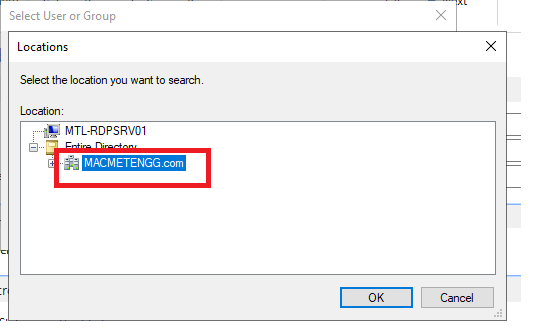 Select User or Group
Locations
Select the location you want to search.
Location:
MTL-RDPSRV01
Entire Directory
MACMETENGG.com
OK
Cancel